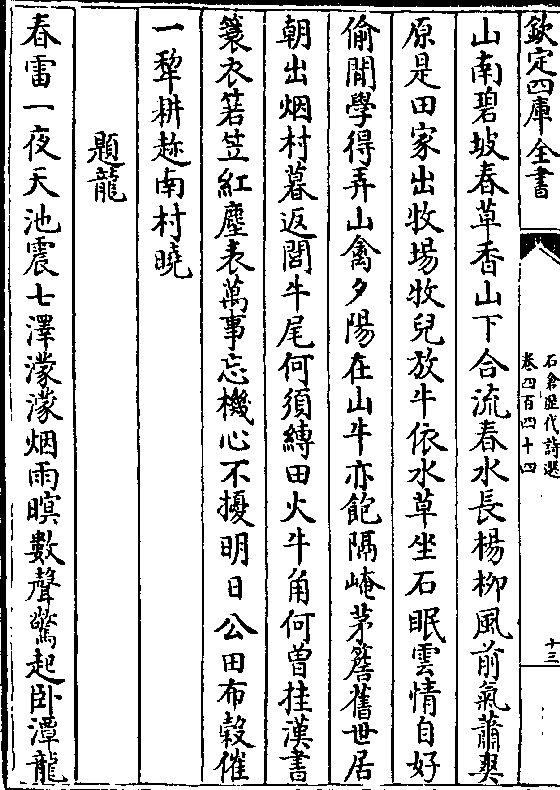 欽定四庫全書
石倉歷代詩選
卷四百四十四
十三
山南碧坡春草香山下合流春水長楊柳風前氣蕭爽
原是田家出牧場牧兒放牛依水草坐石眠雲情自好
偷閒學得弄山禽夕陽在山牛亦飽隔崦茅簷舊世居
朝出烟村暮返閭牛尾何須縛田火牛角何曾挂漢書
簑衣箬笠紅塵表萬事忘機心不擾明日公田布穀催
一犂耕趂南村曉
題龍
春雷一夜天池震七澤濛濛烟雨暝數聲驚起卧潭龍